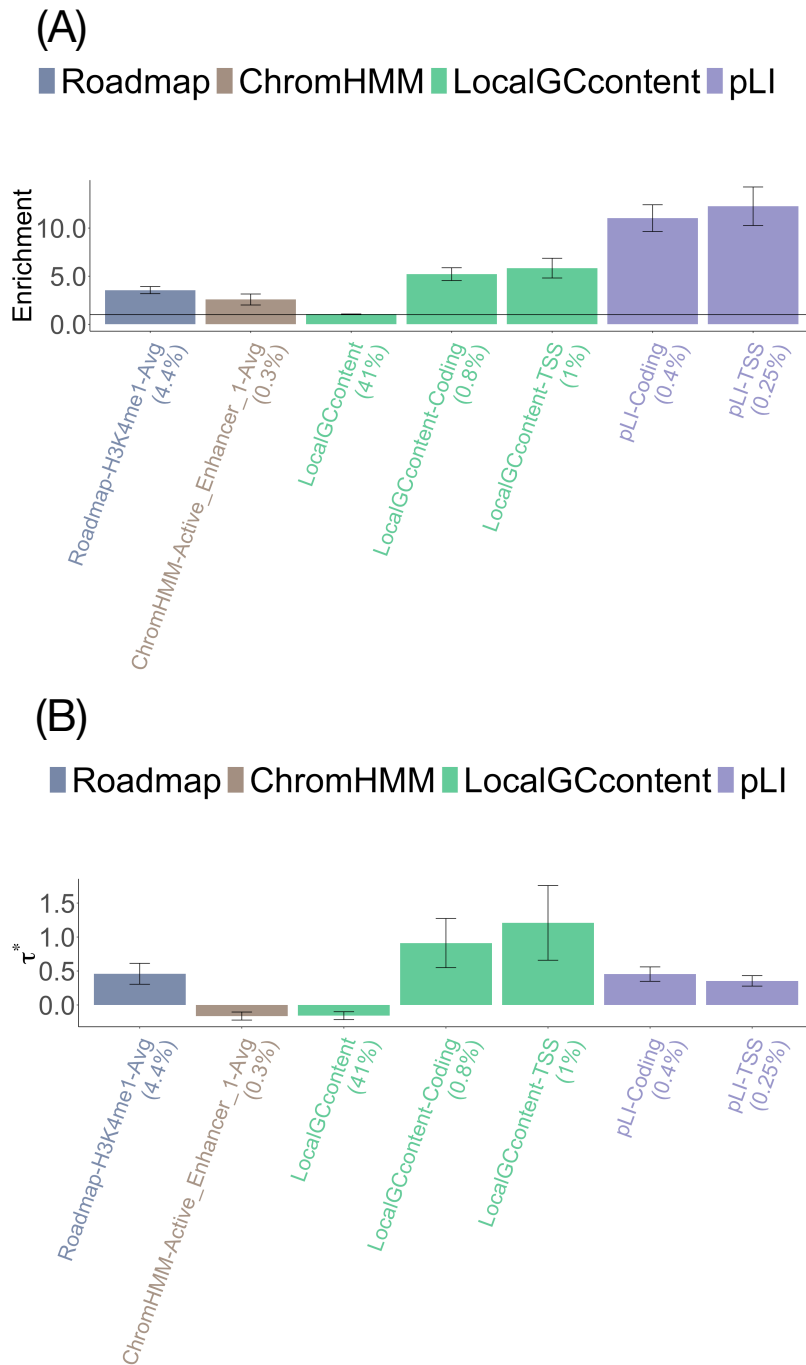 (A)
Roadmap ChromHMM LocalGCcontent pLI
Enrichment
10.0
5.0
0.0
Roadmap-H3K4me1-Avg
(4.4%)
ChromHMM-Active_Enhancer_1-Avg
(0.3%)
LocalGCcontent
(41%)
LocalGCcontent-Coding
(0.8%)
LocalGCcontent-TSS
(1%)
pLI-Coding
(0.4%)
pLI-TSS
(0.25%)
(B)
Roadmap ChromHMM LocalGCcontent pLI
τ*
1.5
1.0
0.5
0.0
Roadmap-H3K4me1-Avg
(4.4%)
ChromHMM-Active_Enhancer_1-Avg
(0.3%)
LocalGCcontent
(41%)
LocalGCcontent-Coding
(0.8%)
LocalGCcontent-TSS
(1%)
pLI-Coding
(0.4%)
pLI-TSS
(0.25%)